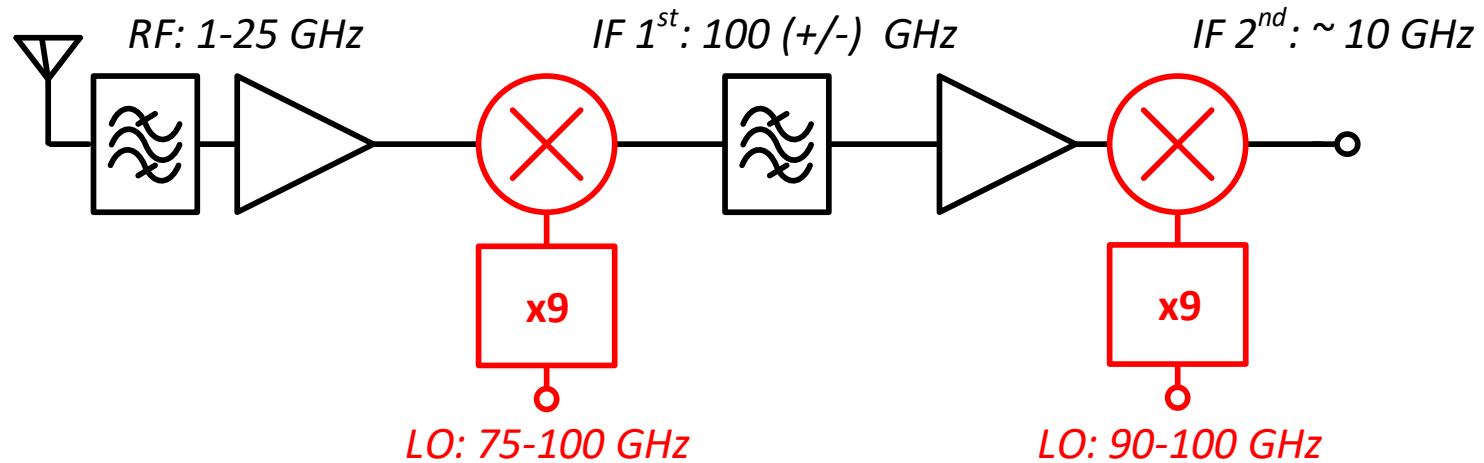 RF: 1-25 GHz
IF 1st: 100 (+/-) GHz
IF 2nd: ~ 10 GHz
x9
x9
LO: 75-100 GHz
LO: 90-100 GHz